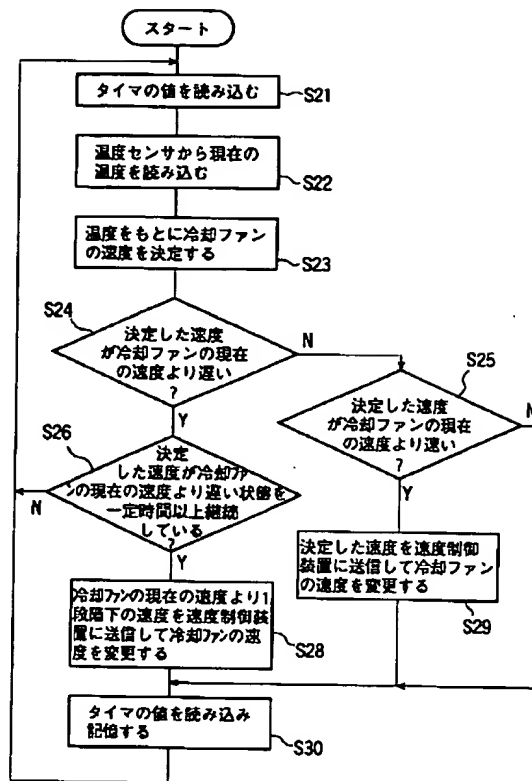 スタート
タイマの値を読み込む
S21
温度センサから現在の
温度を読み込む
S22
温度をもとに冷却ファン
の速度を決定する
S23
S24
決定した速度
が冷却ファンの現在
の速度より遅い
?
N
Y
S25
決定した速度
が冷却ファンの現在
の速度より速い
?
N
Y
S26
決定
した速度が冷却ファ
ンの現在の速度より遅い状態を
一定時間以上継続
している
?
N
Y
決定した速度を速度制御
装置に送信して冷却ファン
の速度を変更する
S29
冷却ファンの現在の速度より1
段階下の速度を速度制御装
置に送信して冷却ファンの速
度を変更する
S28
タイマの値を読み込み
記憶する
S30